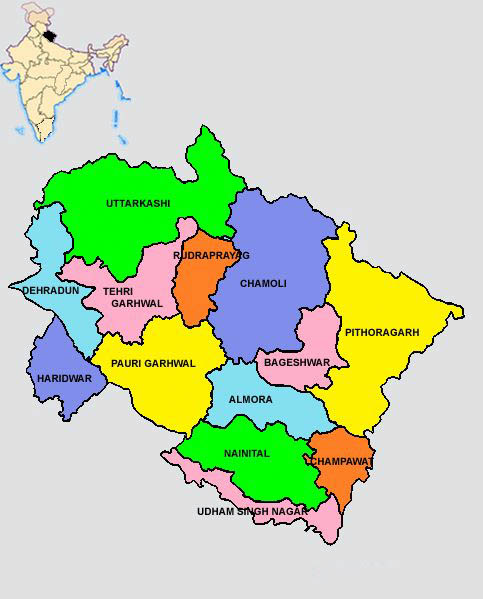 UTTARKASHI
RUDRAPRAYAG
CHAMOLI
DEHRADUN
TEHRI
GARHWAL
PITHORAGARH
PAURI GARHWAL
BAGESHWAR
HARIDWAR
ALMORA
NAINITAL
CHAMPAWAT
UDHAM SINGH NAGAR